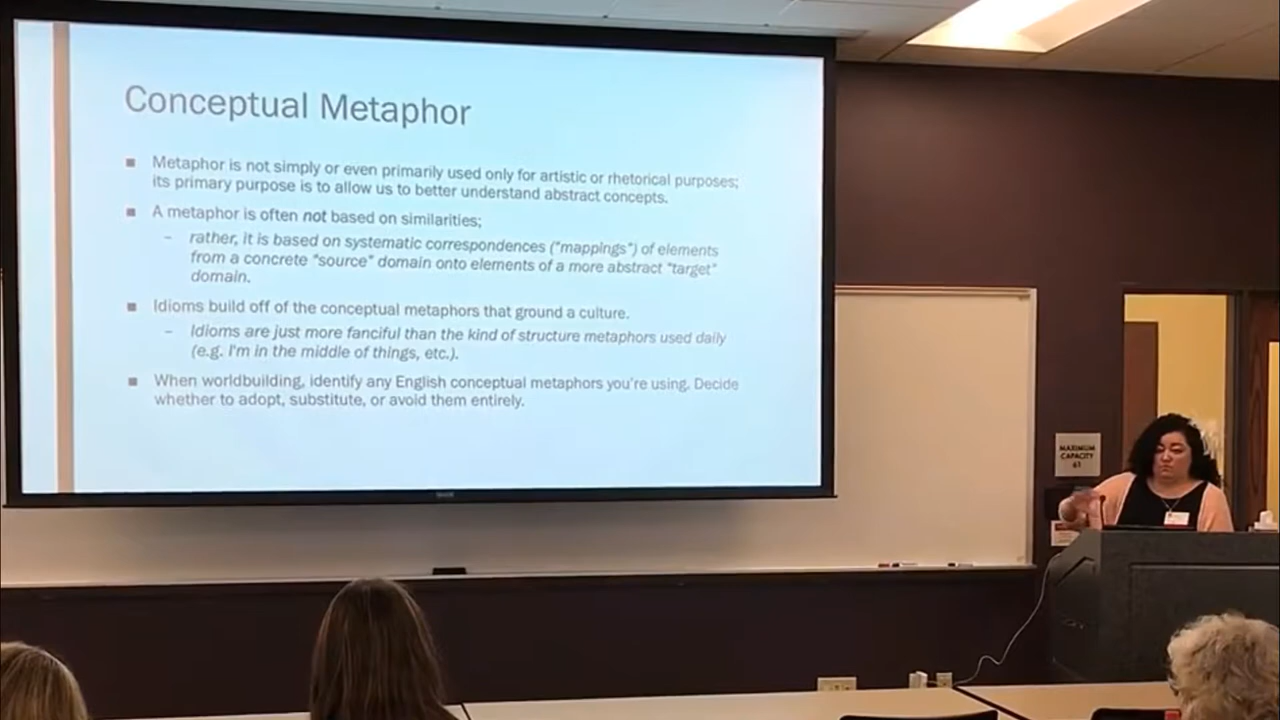 Conceptual Metaphor
Metaphor is not simply or even primarily used only for artistic or rhetorical purposes;
its primary purpose is to allow us to better understand abstract concepts.
A metaphor is often not based on similarities;
rather, it is based on systematic correspondences ("mappings") of elements
from a concrete "source" domain onto elements of a more abstract "target"
domain.
Idioms build off of the conceptual metaphors that ground a culture.
Idioms are just more fanciful than the kind of structure metaphors used daily
(e.g. I'm in the middle of things, etc.).
When worldbuilding, identify any English conceptual metaphors you're using. Decide
whether to adopt, substitute, or avoid them entirely.
MAXIMUM
CAPACITY
61